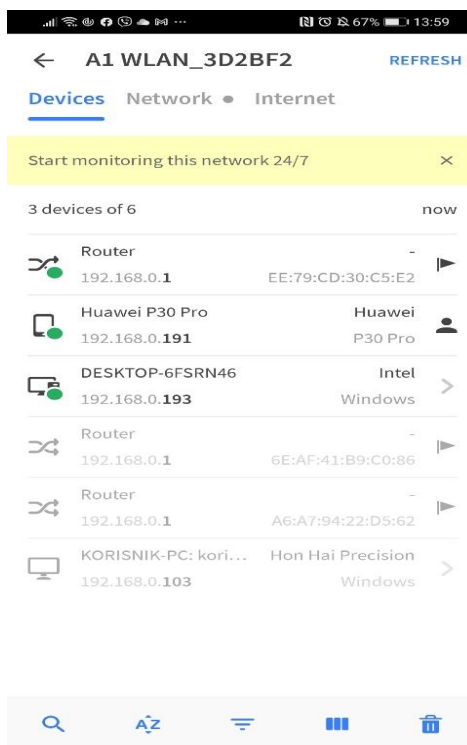 67% 13:59
A1 WLAN_3D2BF2 REFRESH
Devices Network Internet
Start monitoring this network 24/7
3 devices of 6 now
Router -
192.168.0.1 EE:79:CD:30:C5:E2
Huawei P30 Pro Huawei
192.168.0.191 P30 Pro
DESKTOP-6FSRN46 Intel
192.168.0.193 Windows
Router -
192.168.0.1 6E:AF:41:B9:C0:86
Router -
192.168.0.1 A6:A7:94:22:D5:62
KORISNIK-PC: kori... Hon Hai Precision
192.168.0.103 Windows
AZ